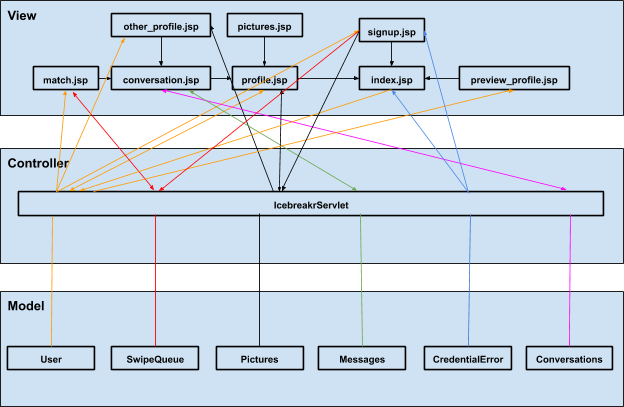 View
other_profile.jsp
pictures.jsp
signup.jsp
match.jsp
conversation.jsp
profile.jsp
index.jsp
preview_profile.jsp
Controller
IcebreakrServlet
Model
User
SwipeQueue
Pictures
Messages
CredentialError
Conversations